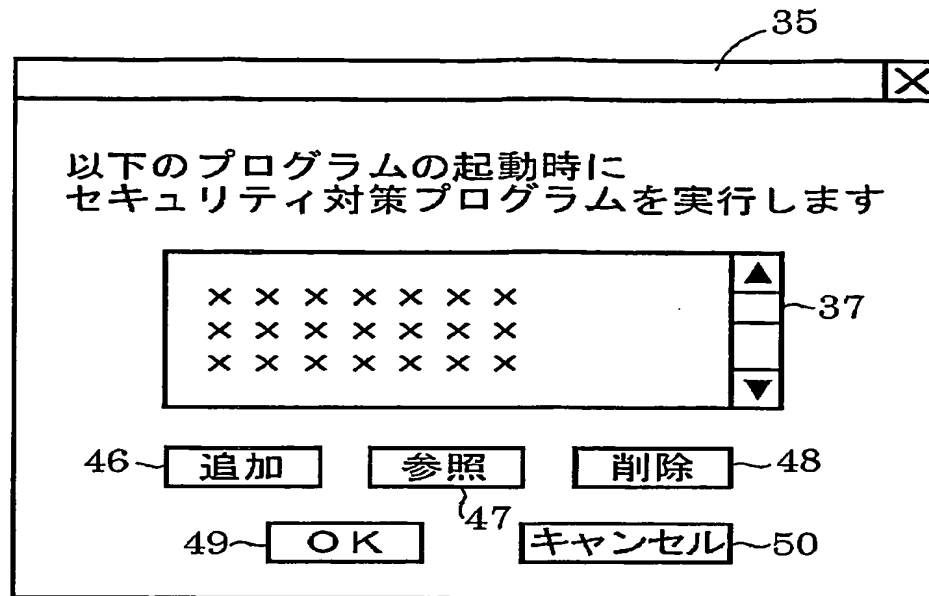 35
×
以下のプログラムの起動時に
セキュリティ対策プログラムを実行します
× × × × × × ×
× × × × × × ×
× × × × × × ×
▲
▼
37
46 追加 参照 削除 48
47
49 OK キャンセル 50